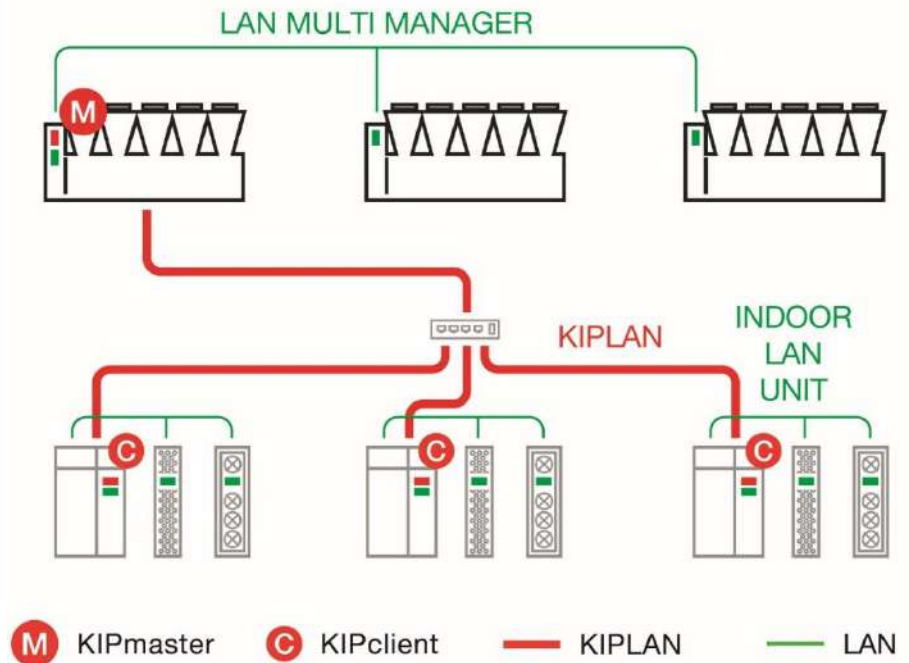 LAN MULTI MANAGER
M
KIPLAN
INDOOR
LAN
UNIT
C
C
C
M KIPmaster C KIPclient KIPLAN LAN